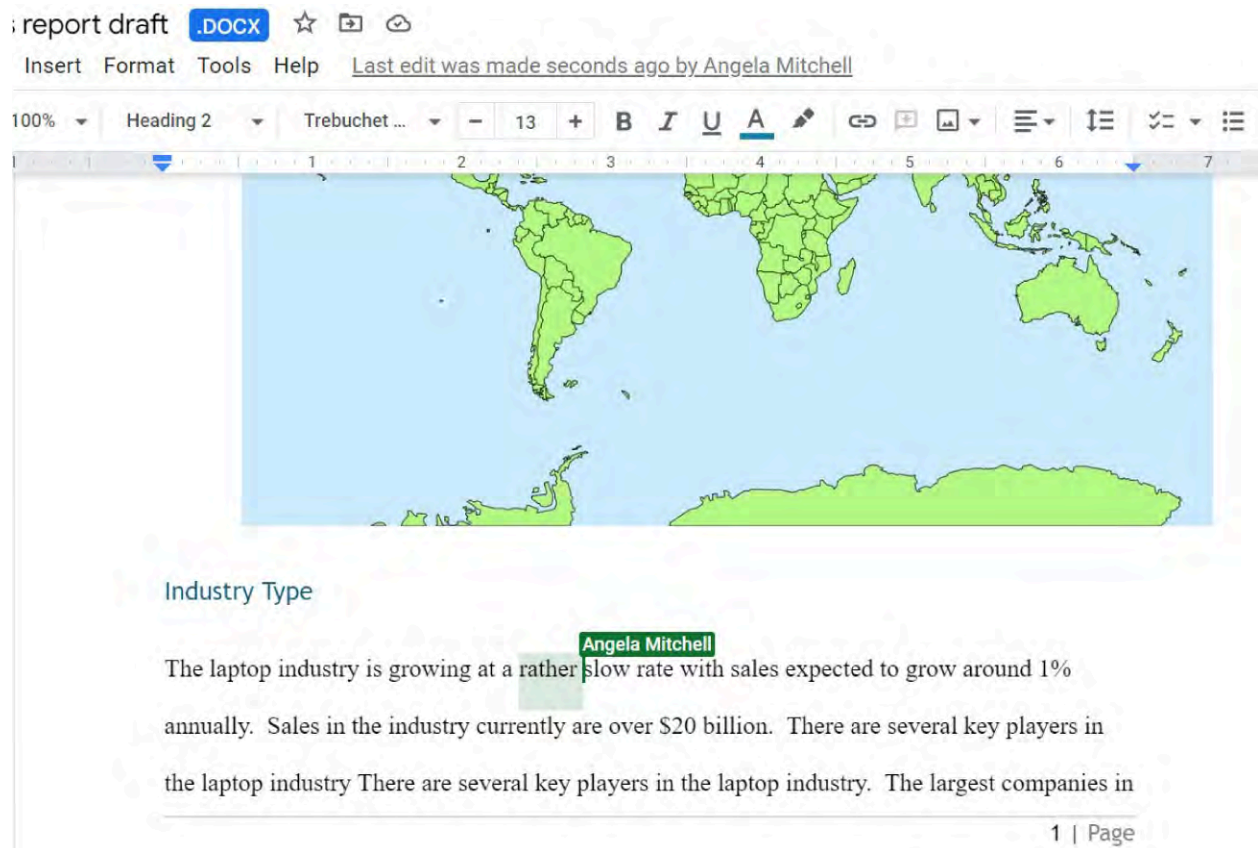 s report draft .DOCX
Insert Format Tools Help Last edit was made seconds ago by Angela Mitchell
100% Heading 2 Trebuchet ... − 13 + B I U A
1 1 2 3 4 5 6 7
Industry Type
Angela Mitchell
The laptop industry is growing at a rather slow rate with sales expected to grow around 1%
annually.  Sales in the industry currently are over $20 billion.  There are several key players in
the laptop industry There are several key players in the laptop industry.  The largest companies in
1 | Page